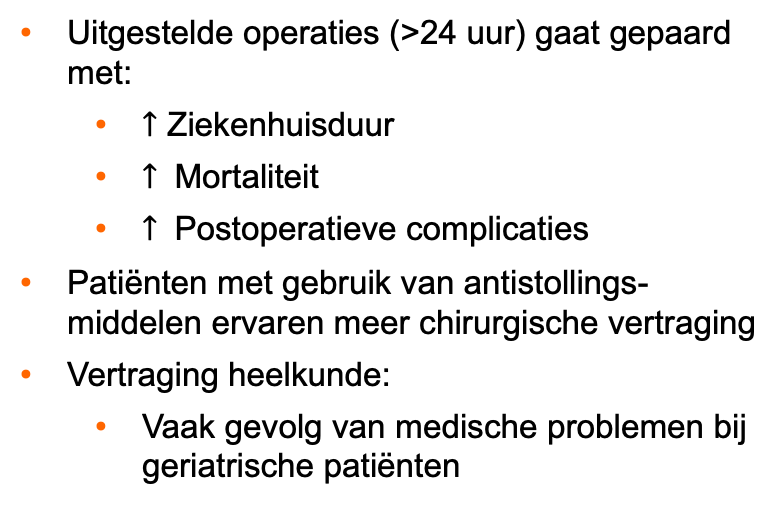 • Uitgestelde operaties (>24 uur) gaat gepaard
met:
• ↑ Ziekenhuisduur
• ↑ Mortaliteit
• ↑ Postoperatieve complicaties
• Patiënten met gebruik van antistollings-
middelen ervaren meer chirurgische vertraging
• Vertraging heelkunde:
• Vaak gevolg van medische problemen bij
geriatrische patiënten